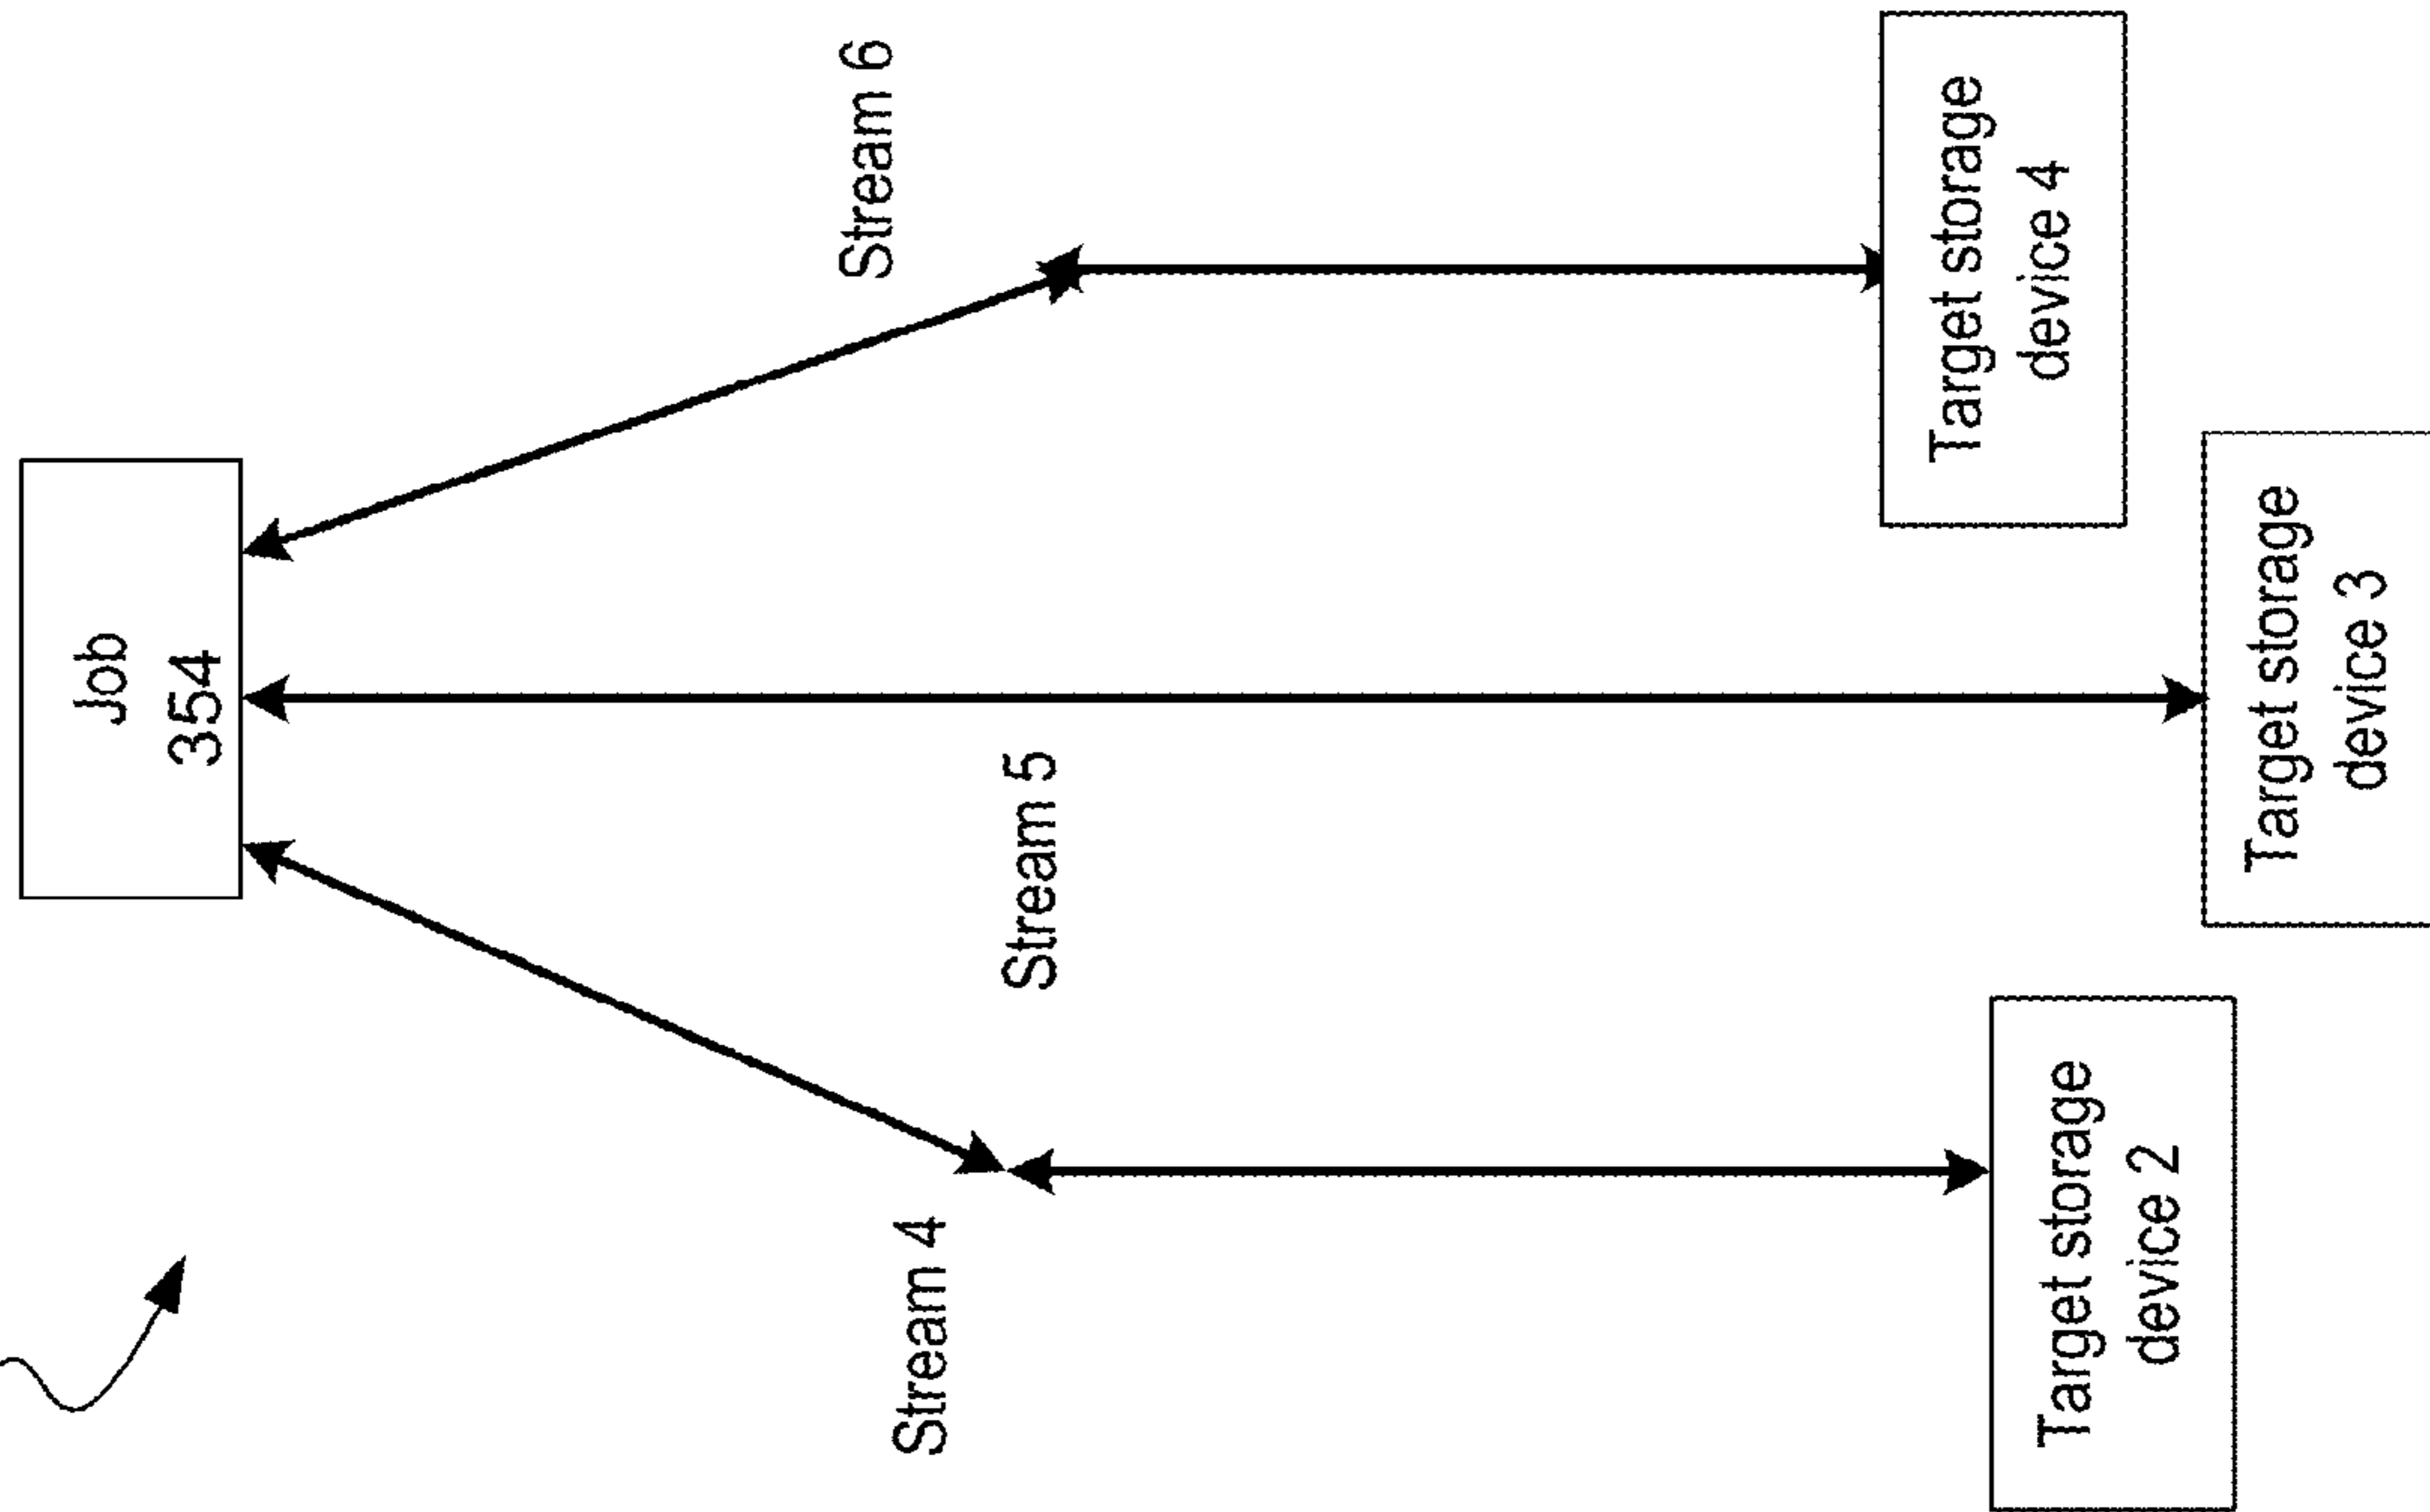 Job
354
Stream 4
Stream 5
Stream 6
Target storage
device 2
Target storage
device 3
Target storage
device 4